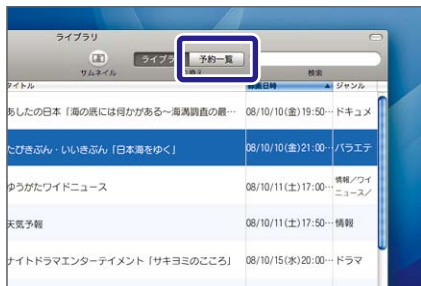 ライブラリ
ライブラ 予約一覧
サムネイル 検索
タイトル 録画日時 ジャンル
あしたの日本「海の底には何かがある~海溝調査の最… 08/10/10(金)19:50… ドキュメ
たびきぶん・いいきぶん「日本海をゆく」 08/10/10(金)21:00… バラエテ
ゆうがたワイドニュース 08/10/11(土)17:00… 情報/ワイ
ニュース/
天気予報 08/10/11(土)17:50… 情報
ナイトドラマエンターテイメント「サキヨミのこころ」 08/10/15(水)20:00… ドラマ